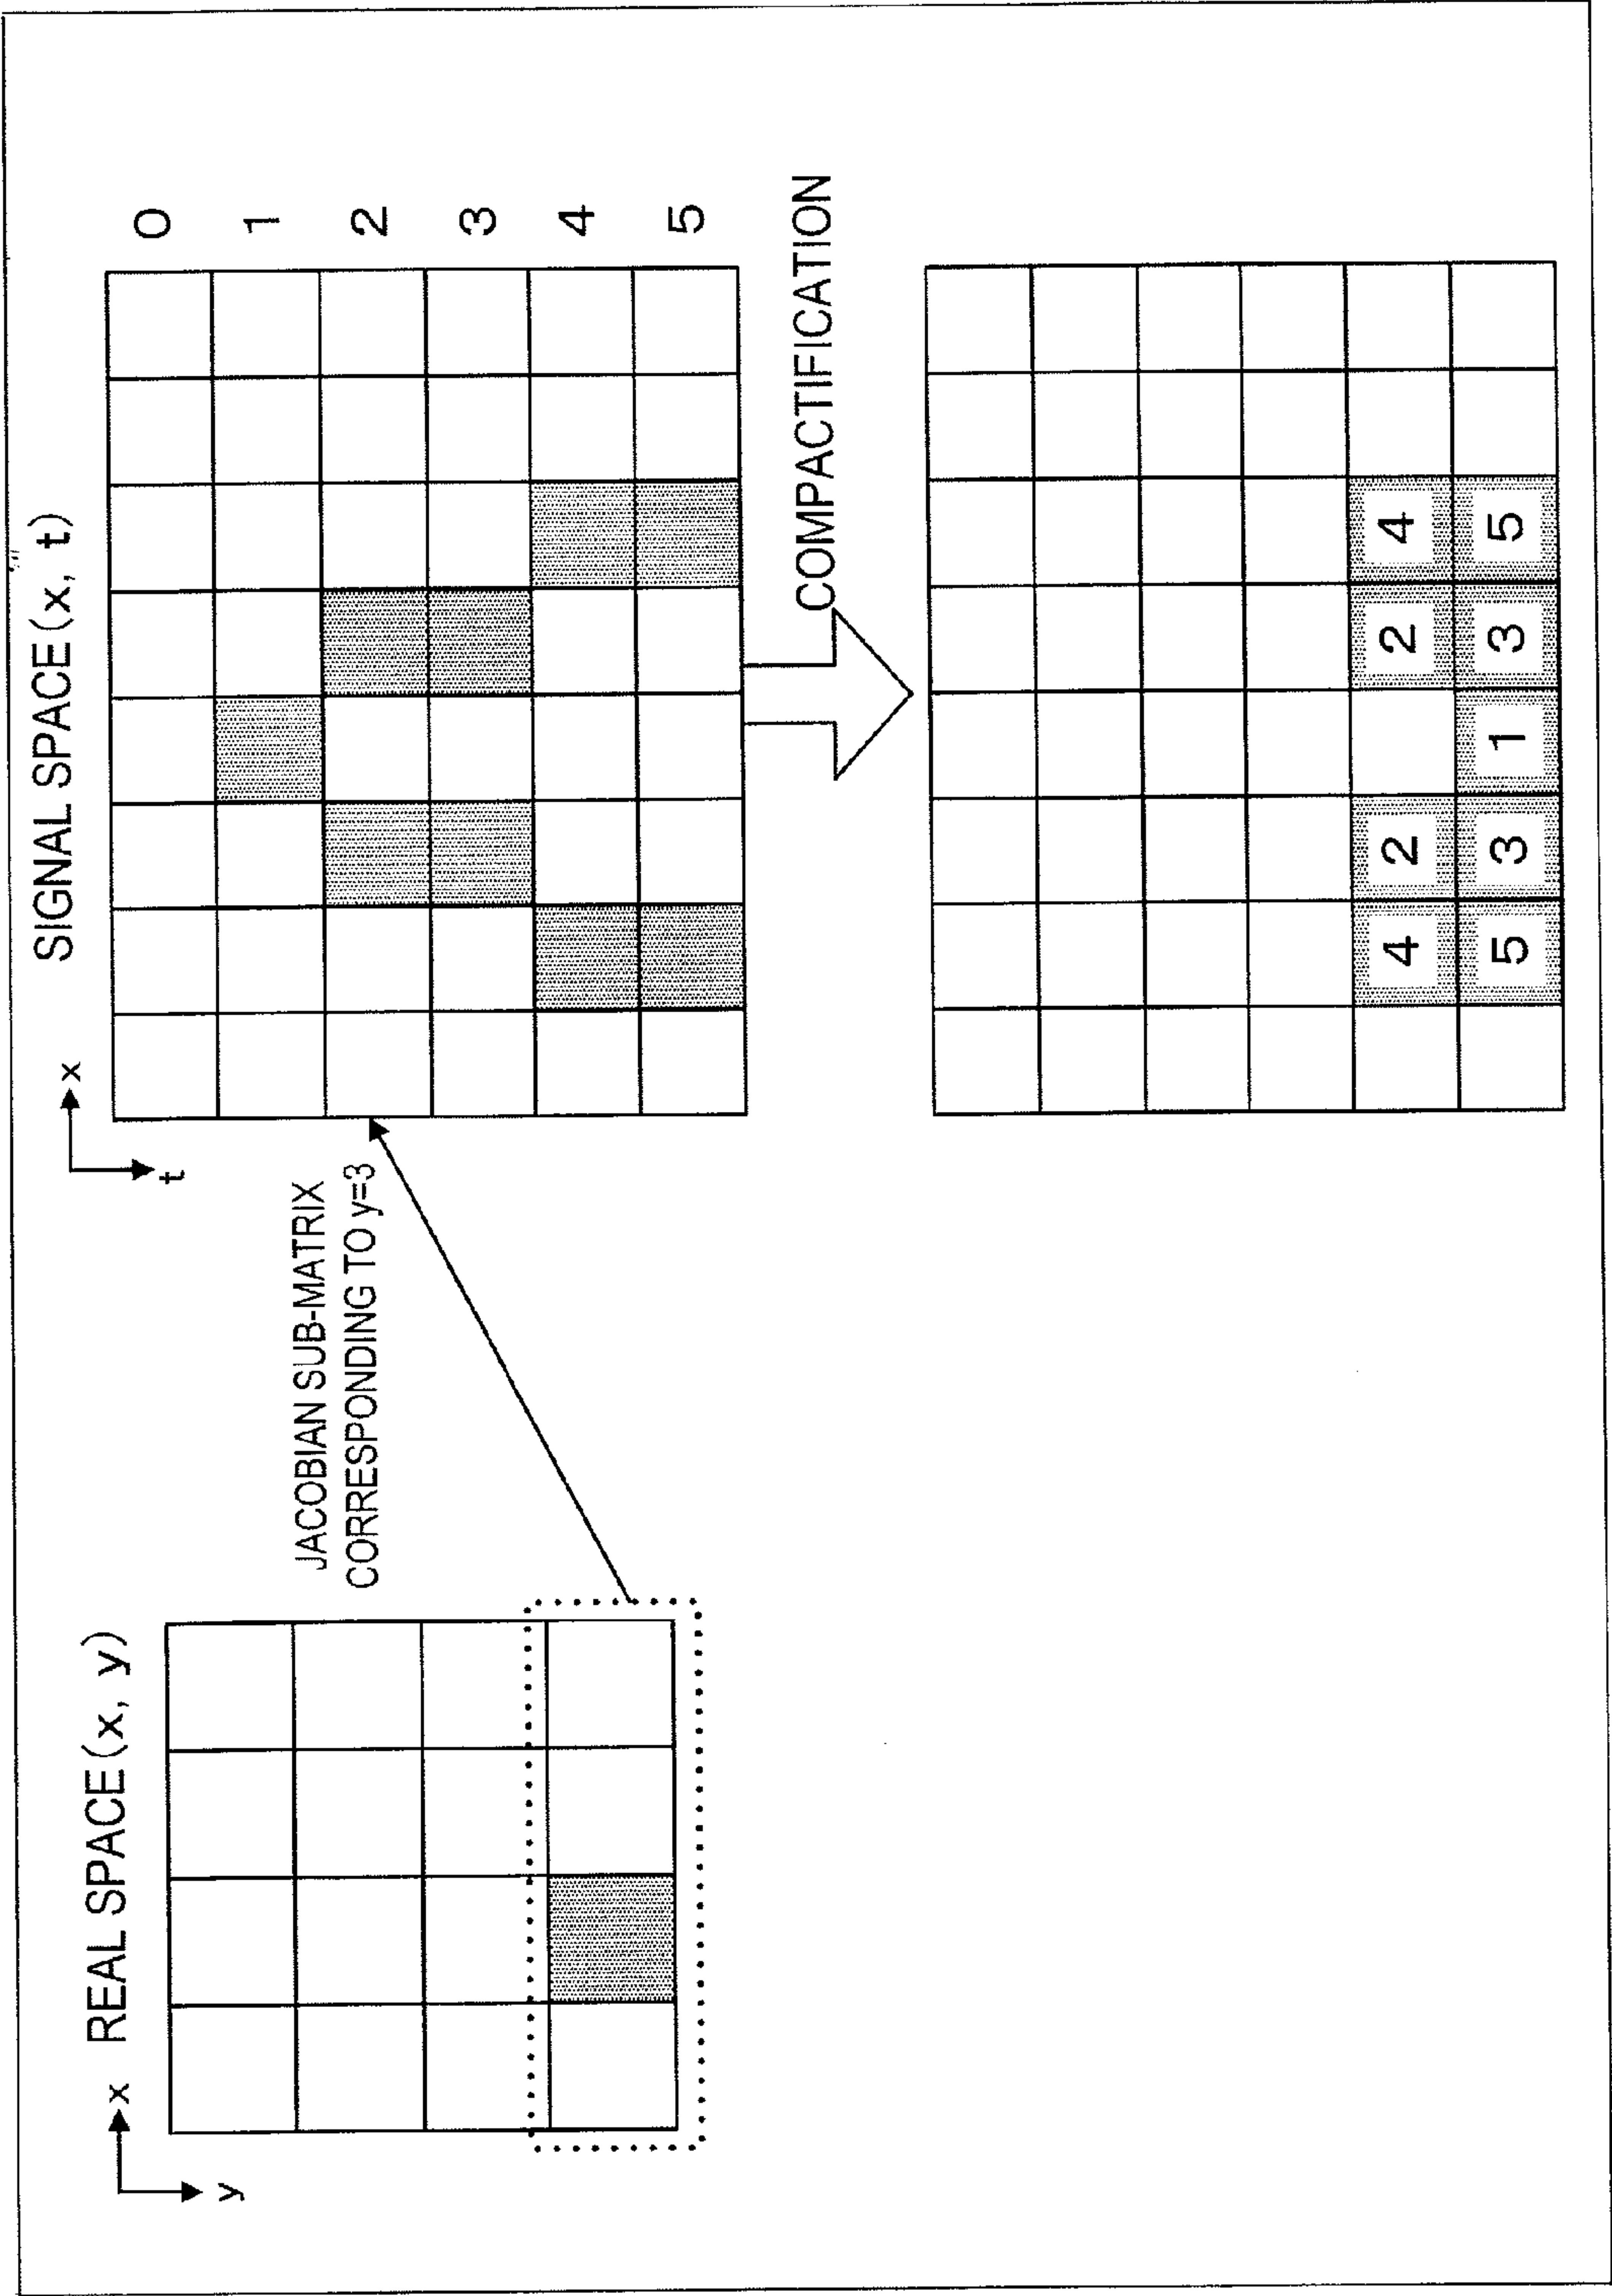 REAL SPACE(x, y)
x
y
JACOBIAN SUB-MATRIX
CORRESPONDING TO y=3
SIGNAL SPACE(x, t)
x
t
0
1
2
3
4
5
COMPACTIFICATION
4 2 2 4
5 3 1 3 5